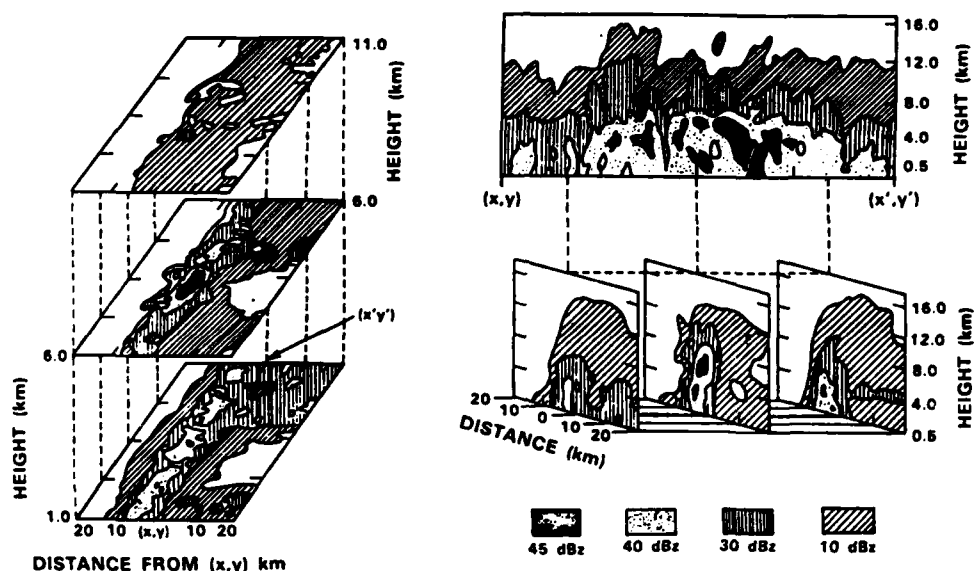 11.0
HEIGHT (km)
6.0
6.0
(x'y')
HEIGHT (km)
1.0
20 10 (x,y) 10 20
DISTANCE FROM (x,y) km
16.0
12.0
8.0
4.0
0.5
HEIGHT (km)
(x,y)
(x',y')
16.0
12.0
8.0
4.0
0.5
HEIGHT (km)
20
10
0
10
20
DISTANCE (km)
45 dBz
40 dBz
30 dBz
10 dBz